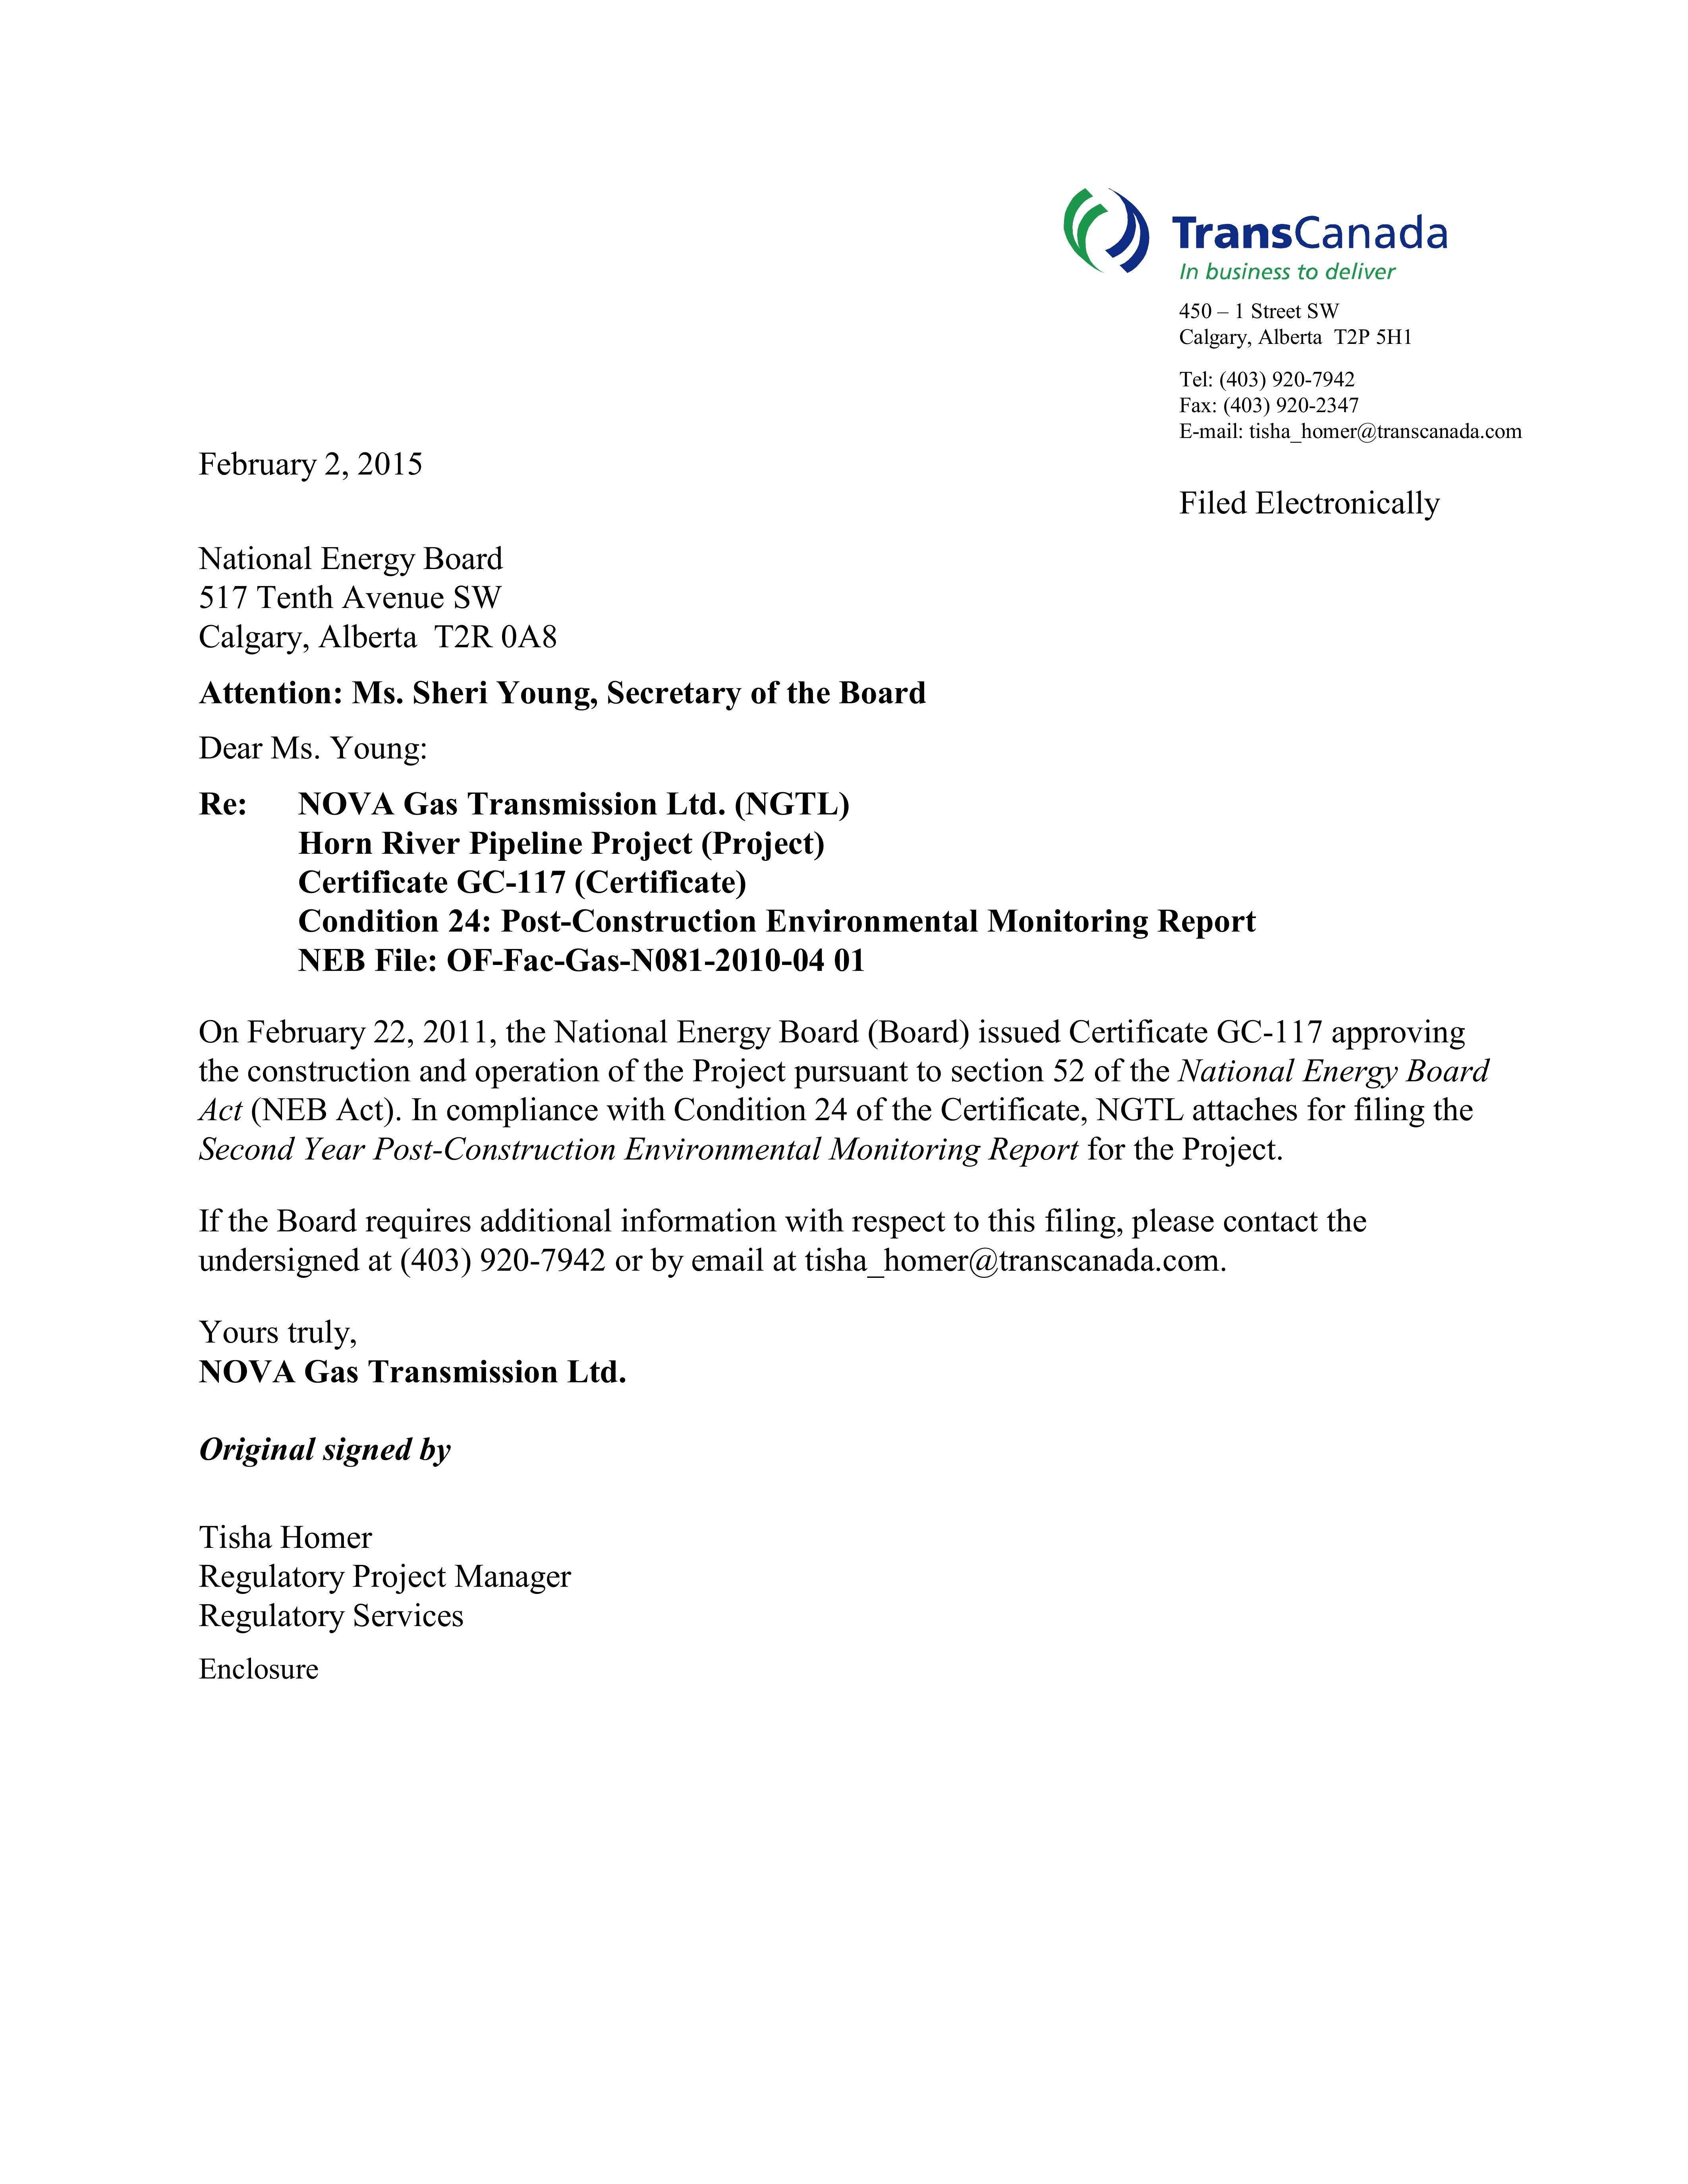 TransCanada
In business to deliver
450 – 1 Street SW
Calgary, Alberta T2P 5H1
Tel: (403) 920-7942
Fax: (403) 920-2347
E-mail: tisha_homer@transcanada.com
February 2, 2015
Filed Electronically
National Energy Board
517 Tenth Avenue SW
Calgary, Alberta T2R 0A8
Attention: Ms. Sheri Young, Secretary of the Board
Dear Ms. Young:
Re: NOVA Gas Transmission Ltd. (NGTL)
Horn River Pipeline Project (Project)
Certificate GC-117 (Certificate)
Condition 24: Post-Construction Environmental Monitoring Report
NEB File: OF-Fac-Gas-N081-2010-04 01
On February 22, 2011, the National Energy Board (Board) issued Certificate GC-117 approving
the construction and operation of the Project pursuant to section 52 of the National Energy Board
Act (NEB Act). In compliance with Condition 24 of the Certificate, NGTL attaches for filing the
Second Year Post-Construction Environmental Monitoring Report for the Project.
If the Board requires additional information with respect to this filing, please contact the
undersigned at (403) 920-7942 or by email at tisha_homer@transcanada.com.
Yours truly,
NOVA Gas Transmission Ltd.
Original signed by
Tisha Homer
Regulatory Project Manager
Regulatory Services
Enclosure